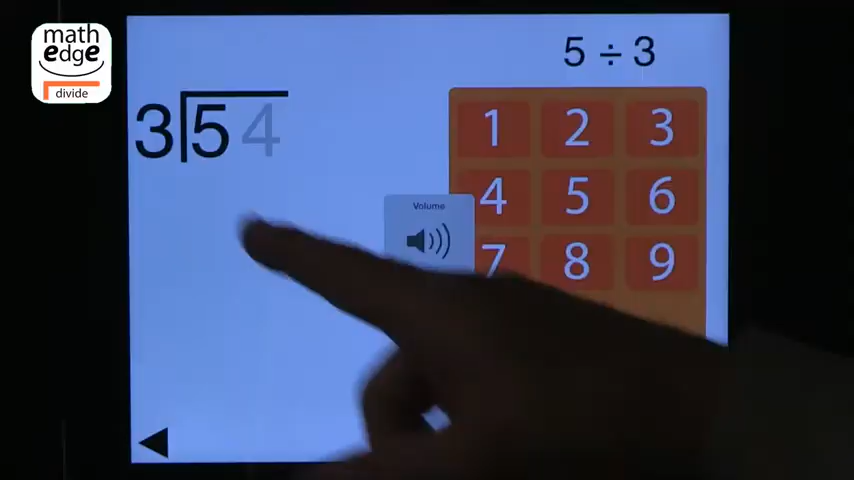 math
edge
divide
5 ÷ 3
3 5 4
1 2 3
4 5 6
Volume
7 8 9